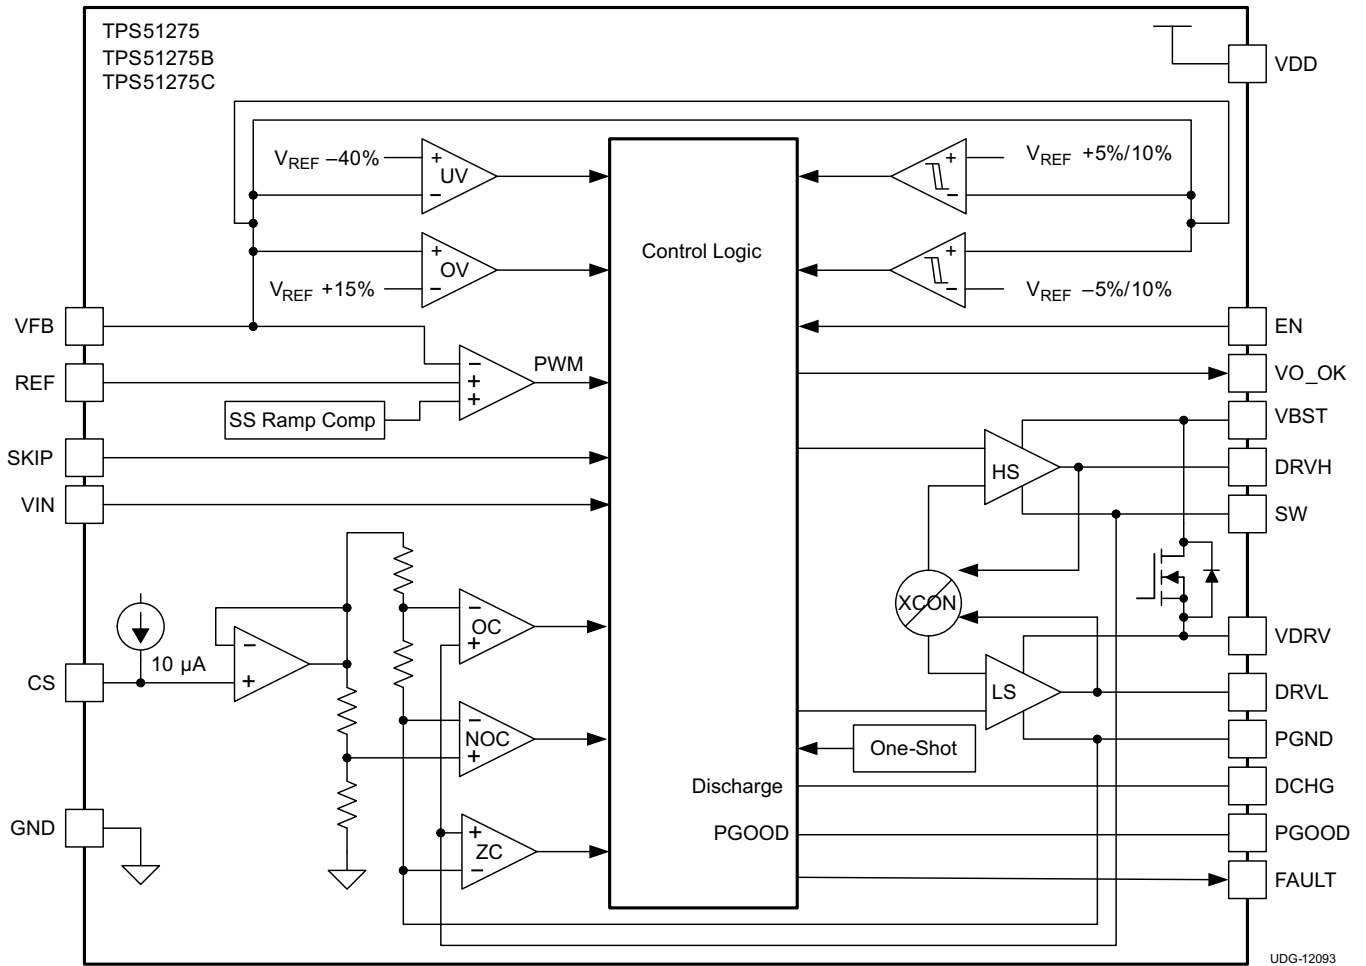 TPS51275
TPS51275B
TPS51275C
VDD
VREF –40%
+
UV
–
VREF +5%/10%
+
–
Control Logic
+
OV
–
VREF +15%
+
–
VREF –5%/10%
VFB
EN
REF
–
+
+
PWM
VO_OK
SS Ramp Comp
VBST
SKIP
HS
DRVH
VIN
SW
XCON
10 µA
–
+
–
OC
+
VDRV
CS
LS
DRVL
–
NOC
+
One-Shot
PGND
Discharge
DCHG
GND
PGOOD
PGOOD
+
ZC
–
FAULT
UDG-12093